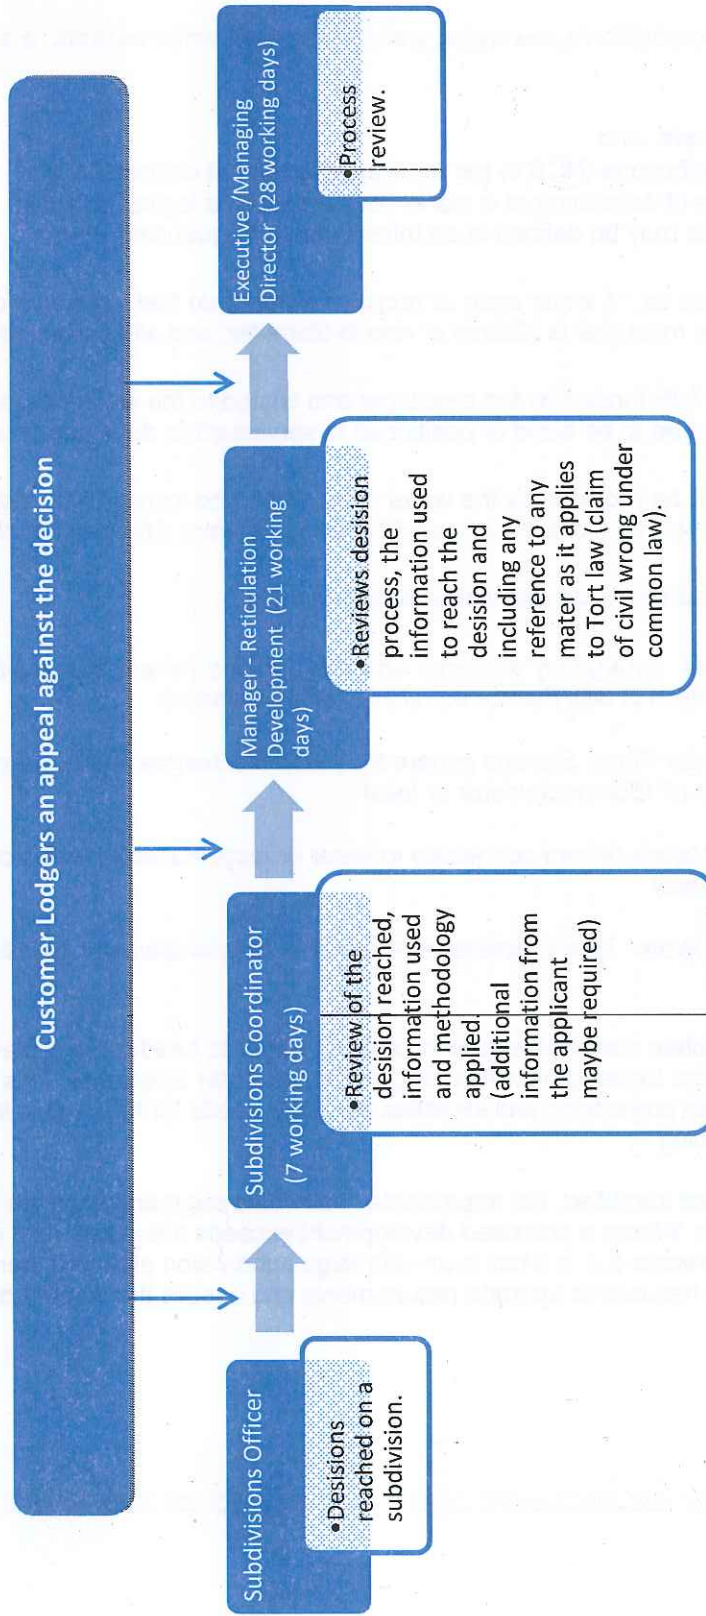 Customer Lodgers an appeal against the decision
Subdivisions Officer
•Desisions
reached on a
subdivision.
Subdivisions Coordinator
(7 working days)
•Review of the
desision reached,
information used
and methodology
applied.
(additional
information from
the applicant
maybe required)
Manager - Reticulation
Development (21 working
days)
•Reviews desision
process, the
information used
to reach the
desision and
including any
reference to any
mater as it applies
to Tort law (claim
of civil wrong under
common law).
Executive /Managing
Director (28 working days)
•Process
review.